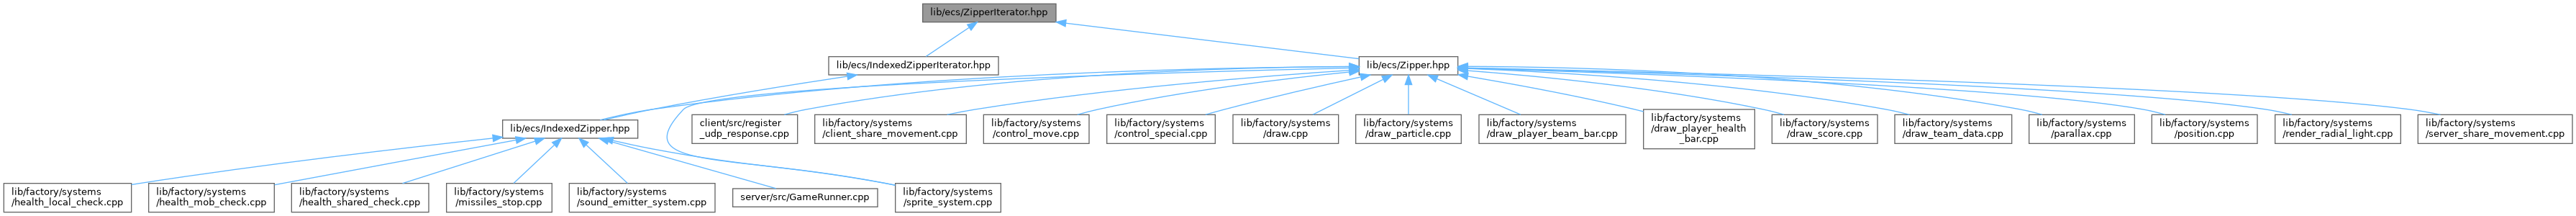 lib/ecs/ZipperIterator.hpp
lib/ecs/IndexedZipperIterator.hpp
lib/ecs/Zipper.hpp
lib/ecs/IndexedZipper.hpp
client/src/register
_udp_response.cpp
lib/factory/systems
/client_share_movement.cpp
lib/factory/systems
/control_move.cpp
lib/factory/systems
/control_special.cpp
lib/factory/systems
/draw.cpp
lib/factory/systems
/draw_particle.cpp
lib/factory/systems
/draw_player_beam_bar.cpp
lib/factory/systems
/draw_player_health
_bar.cpp
lib/factory/systems
/draw_score.cpp
lib/factory/systems
/draw_team_data.cpp
lib/factory/systems
/parallax.cpp
lib/factory/systems
/position.cpp
lib/factory/systems
/render_radial_light.cpp
lib/factory/systems
/server_share_movement.cpp
lib/factory/systems
/health_local_check.cpp
lib/factory/systems
/health_mob_check.cpp
lib/factory/systems
/health_shared_check.cpp
lib/factory/systems
/missiles_stop.cpp
lib/factory/systems
/sound_emitter_system.cpp
server/src/GameRunner.cpp
lib/factory/systems
/sprite_system.cpp